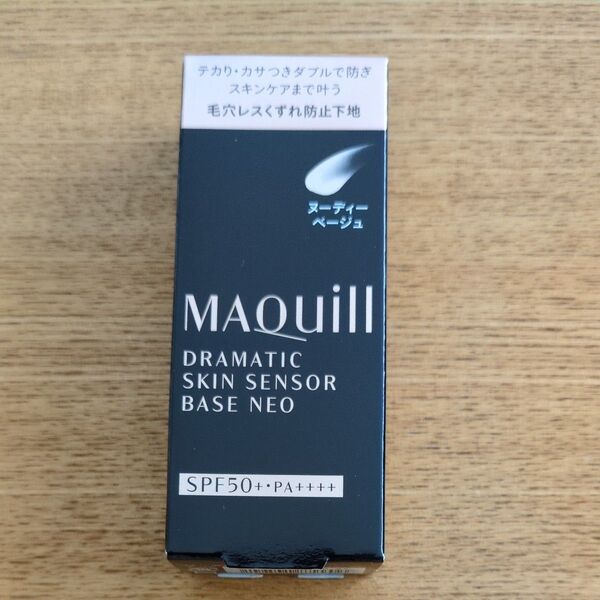 テカり・カサつきダブルで防ぎ
スキンケアまで叶う
毛穴レスくずれ防止下地
ヌーディー
ベージュ
MAQuill
DRAMATIC
SKIN SENSOR
BASE NEO
SPF50+・PA++++